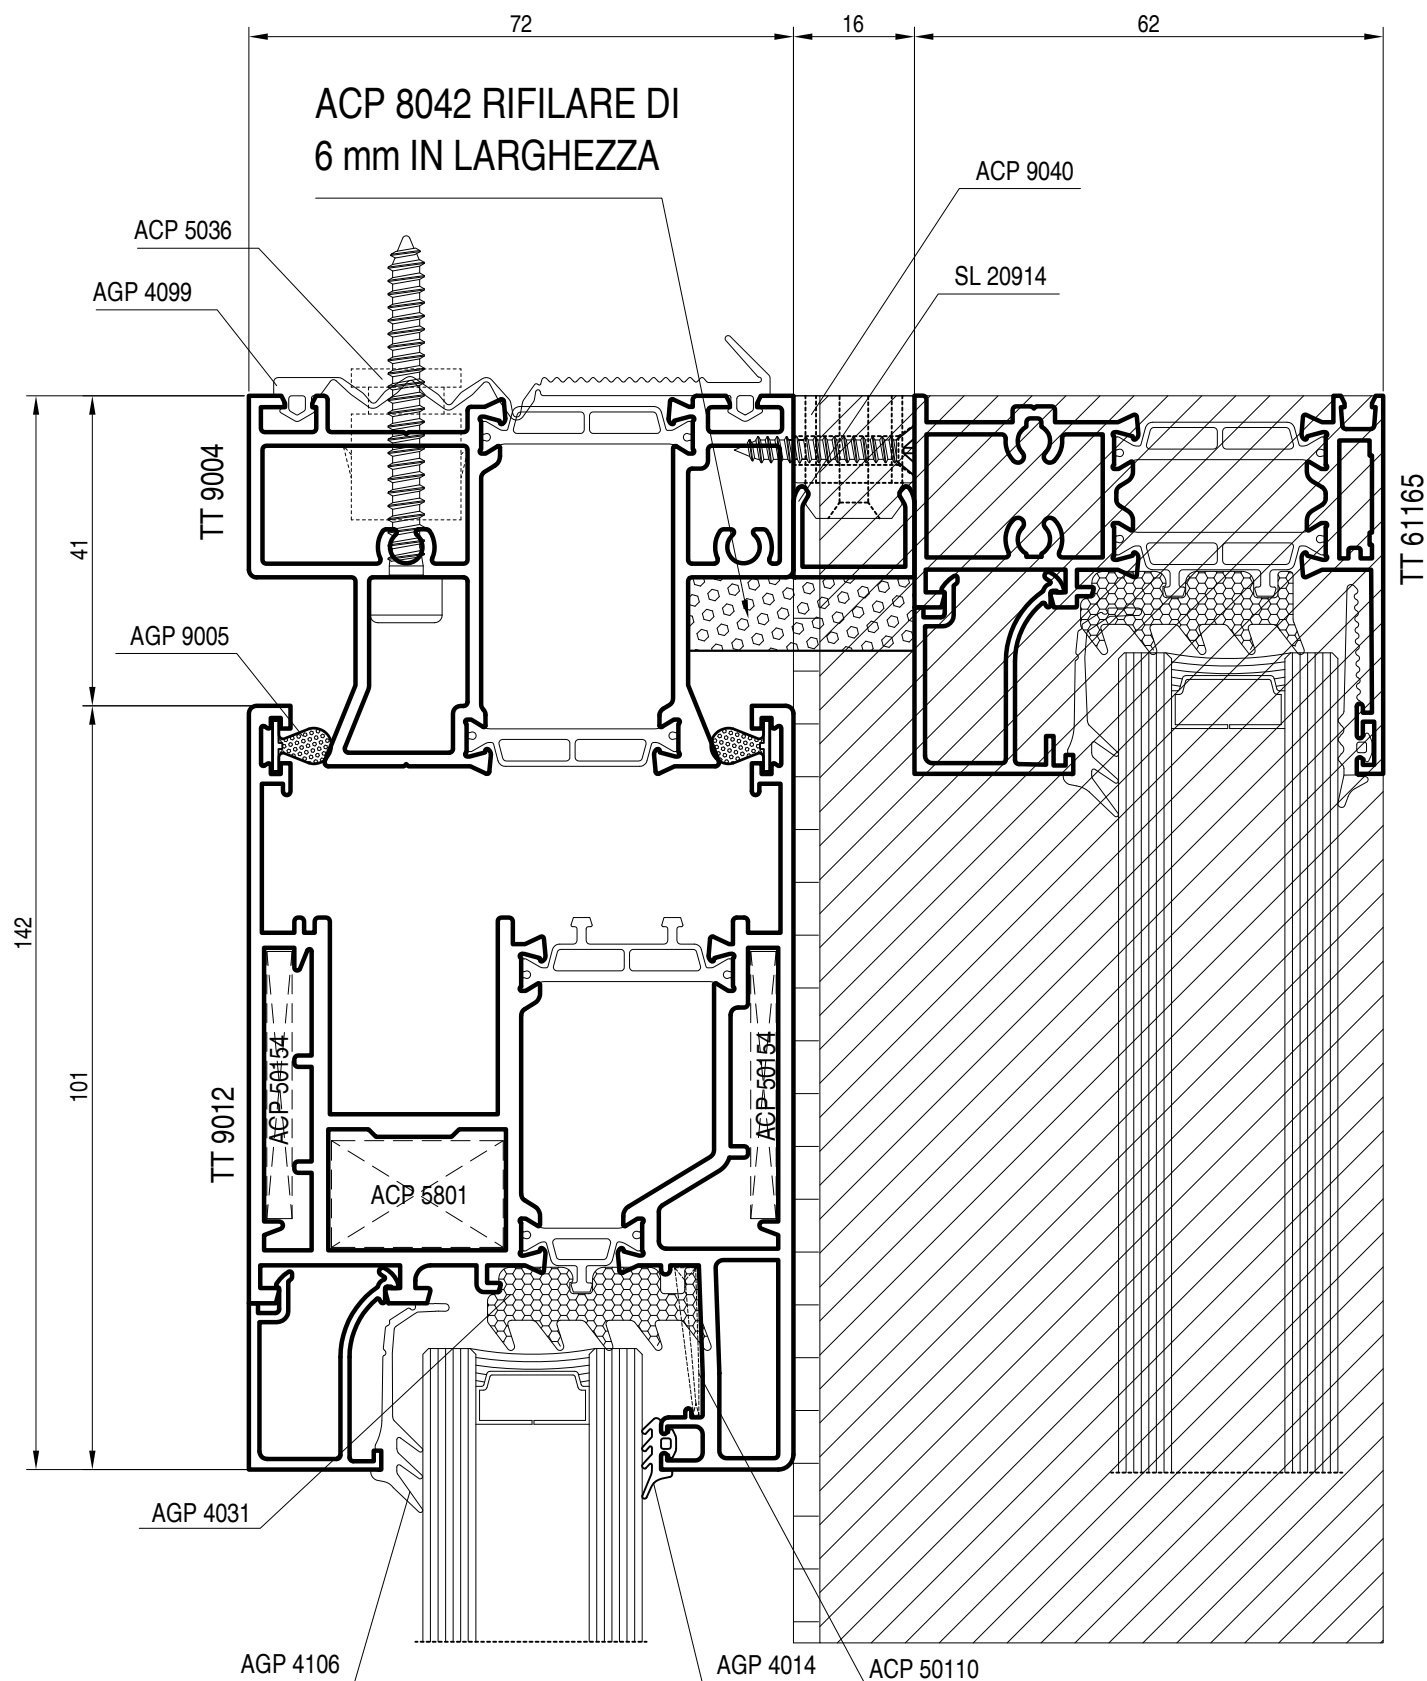 72
16
62
ACP 8042 RIFILARE DI
6 mm IN LARGHEZZA
ACP 9040
ACP 5036
SL 20914
AGP 4099
TT 9004
TT 61165
41
AGP 9005
142
101
TT 9012
ACP 50154
ACP 50154
ACP 5801
AGP 4031
AGP 4106
AGP 4014
ACP 50110